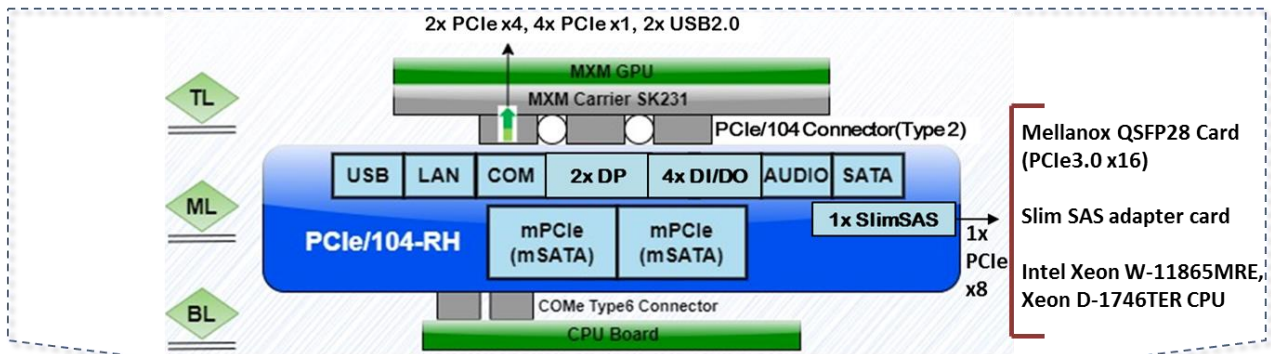 2x PCIe x4, 4x PCIe x1, 2x USB2.0
MXM GPU
TL
MXM Carrier SK231
PCIe/104 Connector(Type 2)
Mellanox QSFP28 Card
(PCIe3.0 x16)
USB
LAN
COM
2x DP
4x DI/DO
AUDIO
SATA
ML
1x SlimSAS
Slim SAS adapter card
PCIe/104-RH
mPCIe
(mSATA)
mPCIe
(mSATA)
1x
PCIe
x8
Intel Xeon W-11865MRE,
Xeon D-1746TER CPU
BL
COMe Type6 Connector
CPU Board